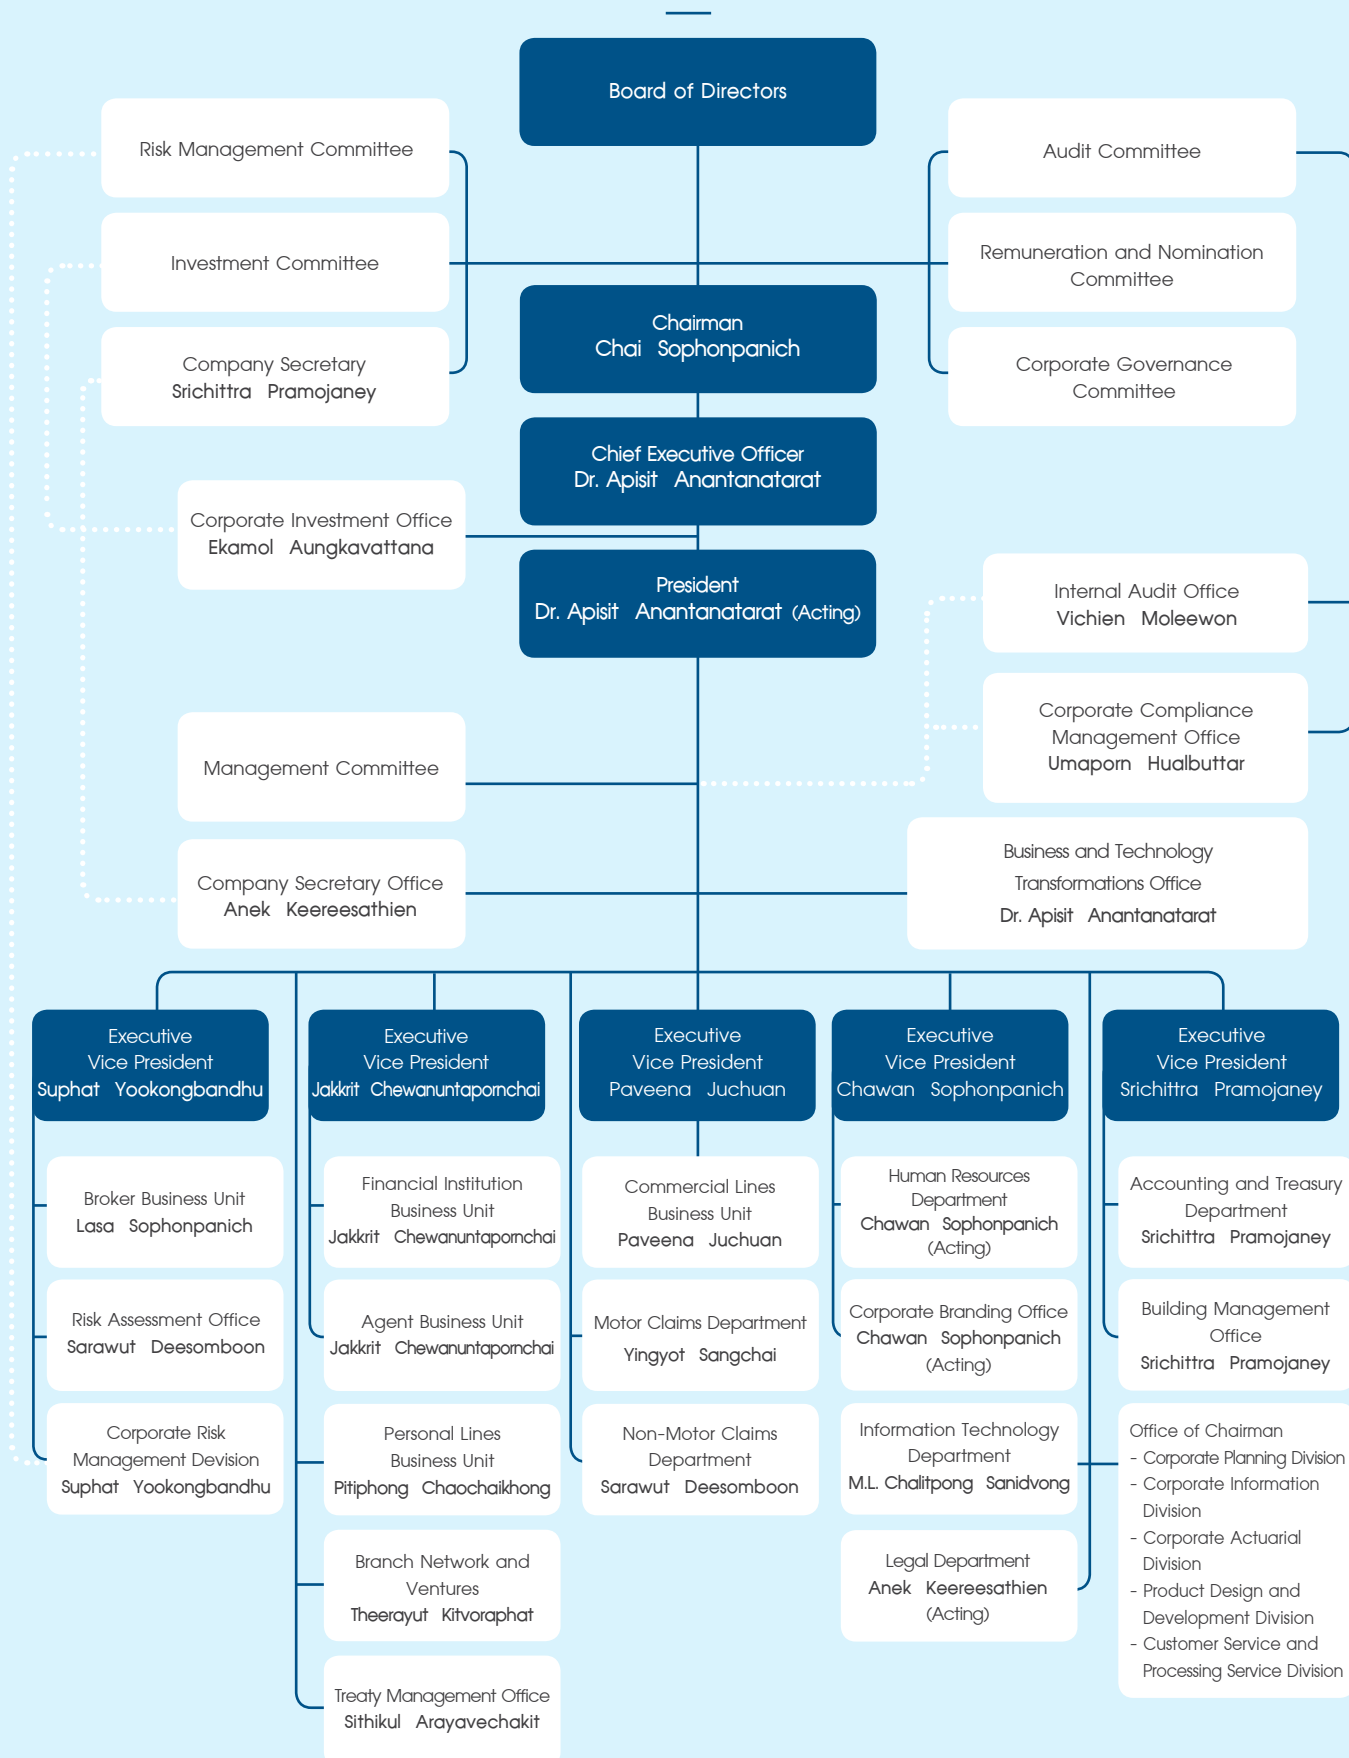 Board of Directors
Risk Management Committee
Audit Committee
Investment Committee
Remuneration and Nomination
Committee
Chairman
Chai Sophonpanich
Company Secretary
Srichittra Pramojaney
Corporate Governance
Committee
Chief Executive Officer
Dr. Apisit Anantanatarat
Corporate Investment Office
Ekamol Aungkavattana
President
Dr. Apisit Anantanatarat (Acting)
Internal Audit Office
Vichien Moleewon
Corporate Compliance
Management Office
Umaporn Hualbuttar
Management Committee
Company Secretary Office
Anek Keereesathien
Business and Technology
Transformations Office
Dr. Apisit Anantanatarat
Executive
Vice President
Suphat Yookongbandhu
Executive
Vice President
Jakkrit Chewanuntapornchai
Executive
Vice President
Paveena Juchuan
Executive
Vice President
Chawan Sophonpanich
Executive
Vice President
Srichittra Pramojaney
Broker Business Unit
Lasa Sophonpanich
Risk Assessment Office
Sarawut Deesomboon
Corporate Risk
Management Devision
Suphat Yookongbandhu
Financial Institution
Business Unit
Jakkrit Chewanuntapornchai
Agent Business Unit
Jakkrit Chewanuntapornchai
Personal Lines
Business Unit
Pitiphong Chaochaikhong
Branch Network and
Ventures
Theerayut Kitvoraphat
Treaty Management Office
Sithikul Arayavechakit
Commercial Lines
Business Unit
Paveena Juchuan
Motor Claims Department
Yingyot Sangchai
Non-Motor Claims
Department
Sarawut Deesomboon
Human Resources
Department
Chawan Sophonpanich
(Acting)
Corporate Branding Office
Chawan Sophonpanich
(Acting)
Information Technology
Department
M.L. Chalitpong Sanidvong
Legal Department
Anek Keereesathien
(Acting)
Accounting and Treasury
Department
Srichittra Pramojaney
Building Management
Office
Srichittra Pramojaney
Office of Chairman
- Corporate Planning Division
- Corporate Information
Division
- Corporate Actuarial
Division
- Product Design and
Development Division
- Customer Service and
Processing Service Division